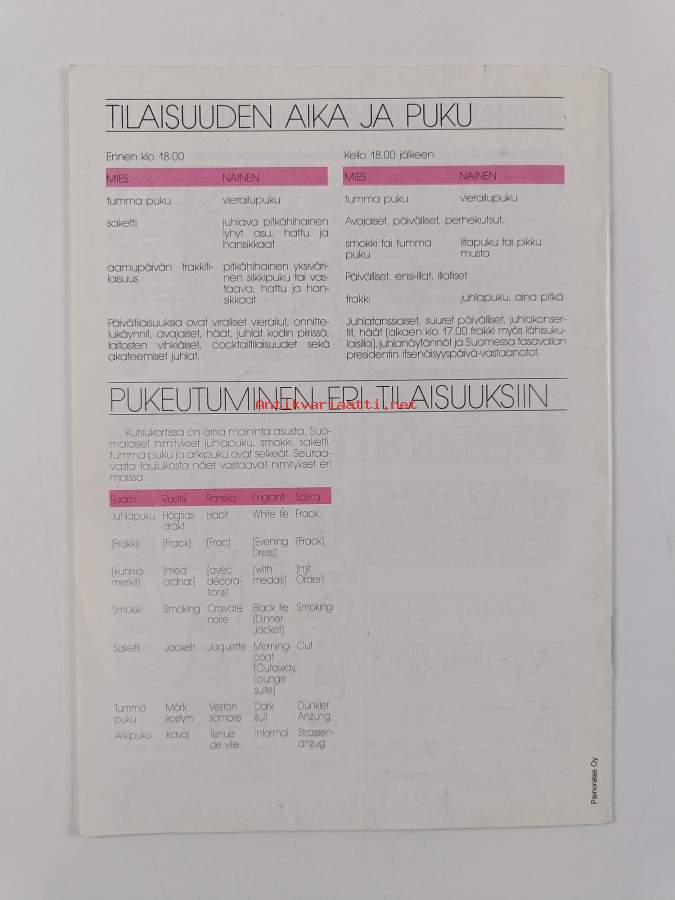 TILAISUUDEN AIKA JA PUKU
Ennen klo 18.00
MIES NAINEN
tumma puku vierailupuku
saketti juhlava pitkähihainen
lyhyt asu, hattu ja
hansikkaat
aamupäivän frakkiti- pitkähihainen yksiväri-
laisuus nen silkkipuku tai vas-
taava, hattu ja han-
sikkaat
Päivätilaisuuksia ovat viralliset vierailut, onnitte-
lukäynnit, avajaiset, häät, juhlat kodin piirissä,
laitosten vihkiäiset, cocktailtilaisuudet sekä
akateemiset juhlat.
Kello 18.00 jälkeen
MIES NAINEN
tumma puku vierailupuku
Avajaiset, päivälliset, perhekutsut.
smokki tai tumma iltapuku tai pikku
puku musta
Päivälliset, ensi-illat, illalliset
frakki juhlapuku, aina pitkä
Juhlatanssiaiset, suuret päivälliset, juhlakonser-
tit, häät (alkaen klo 17.00 frakki myös lähisuku-
laisilla), juhlanäytännöt ja Suomessa tasavallan
presidentin itsenäisyyspäivä-vastaanotot.
PUKEUTUMINEN ERI TILAISUUKSIIN
Antikvariaatti.net
Kutsukortissa on aina maininta asusta. Suo-
malaiset nimitykset juhlapuku, smokki, saketti,
tumma puku ja arkipuku ovat selkeät. Seuraa-
vasta taulukosta näet vastaavat nimitykset eri
maissa:
Suomi Ruotsi Ranska Englanti Saksa
Juhlapuku Högtids- Habit White tie Frack
dräkt
(Frakki) (Frack) (Frac) (Evening (Frack)
Dress)
(kunnia- (med (avec (with (mit
merkit) ordnar) décora- medals) Order)
tions)
Smokki Smoking Cravate Black tie Smoking
noire (Dinner
Jacket)
Saketti Jackett Jaquette Morning- Cut
coat
(Cutaway,
Lounge
suite)
Tumma Mörk Veston Dark Dunkler
puku kostym sombre suit Anzung
Arkipuku Kavaj Tenue Informal Strassen-
de ville anzug
Painoratas Oy